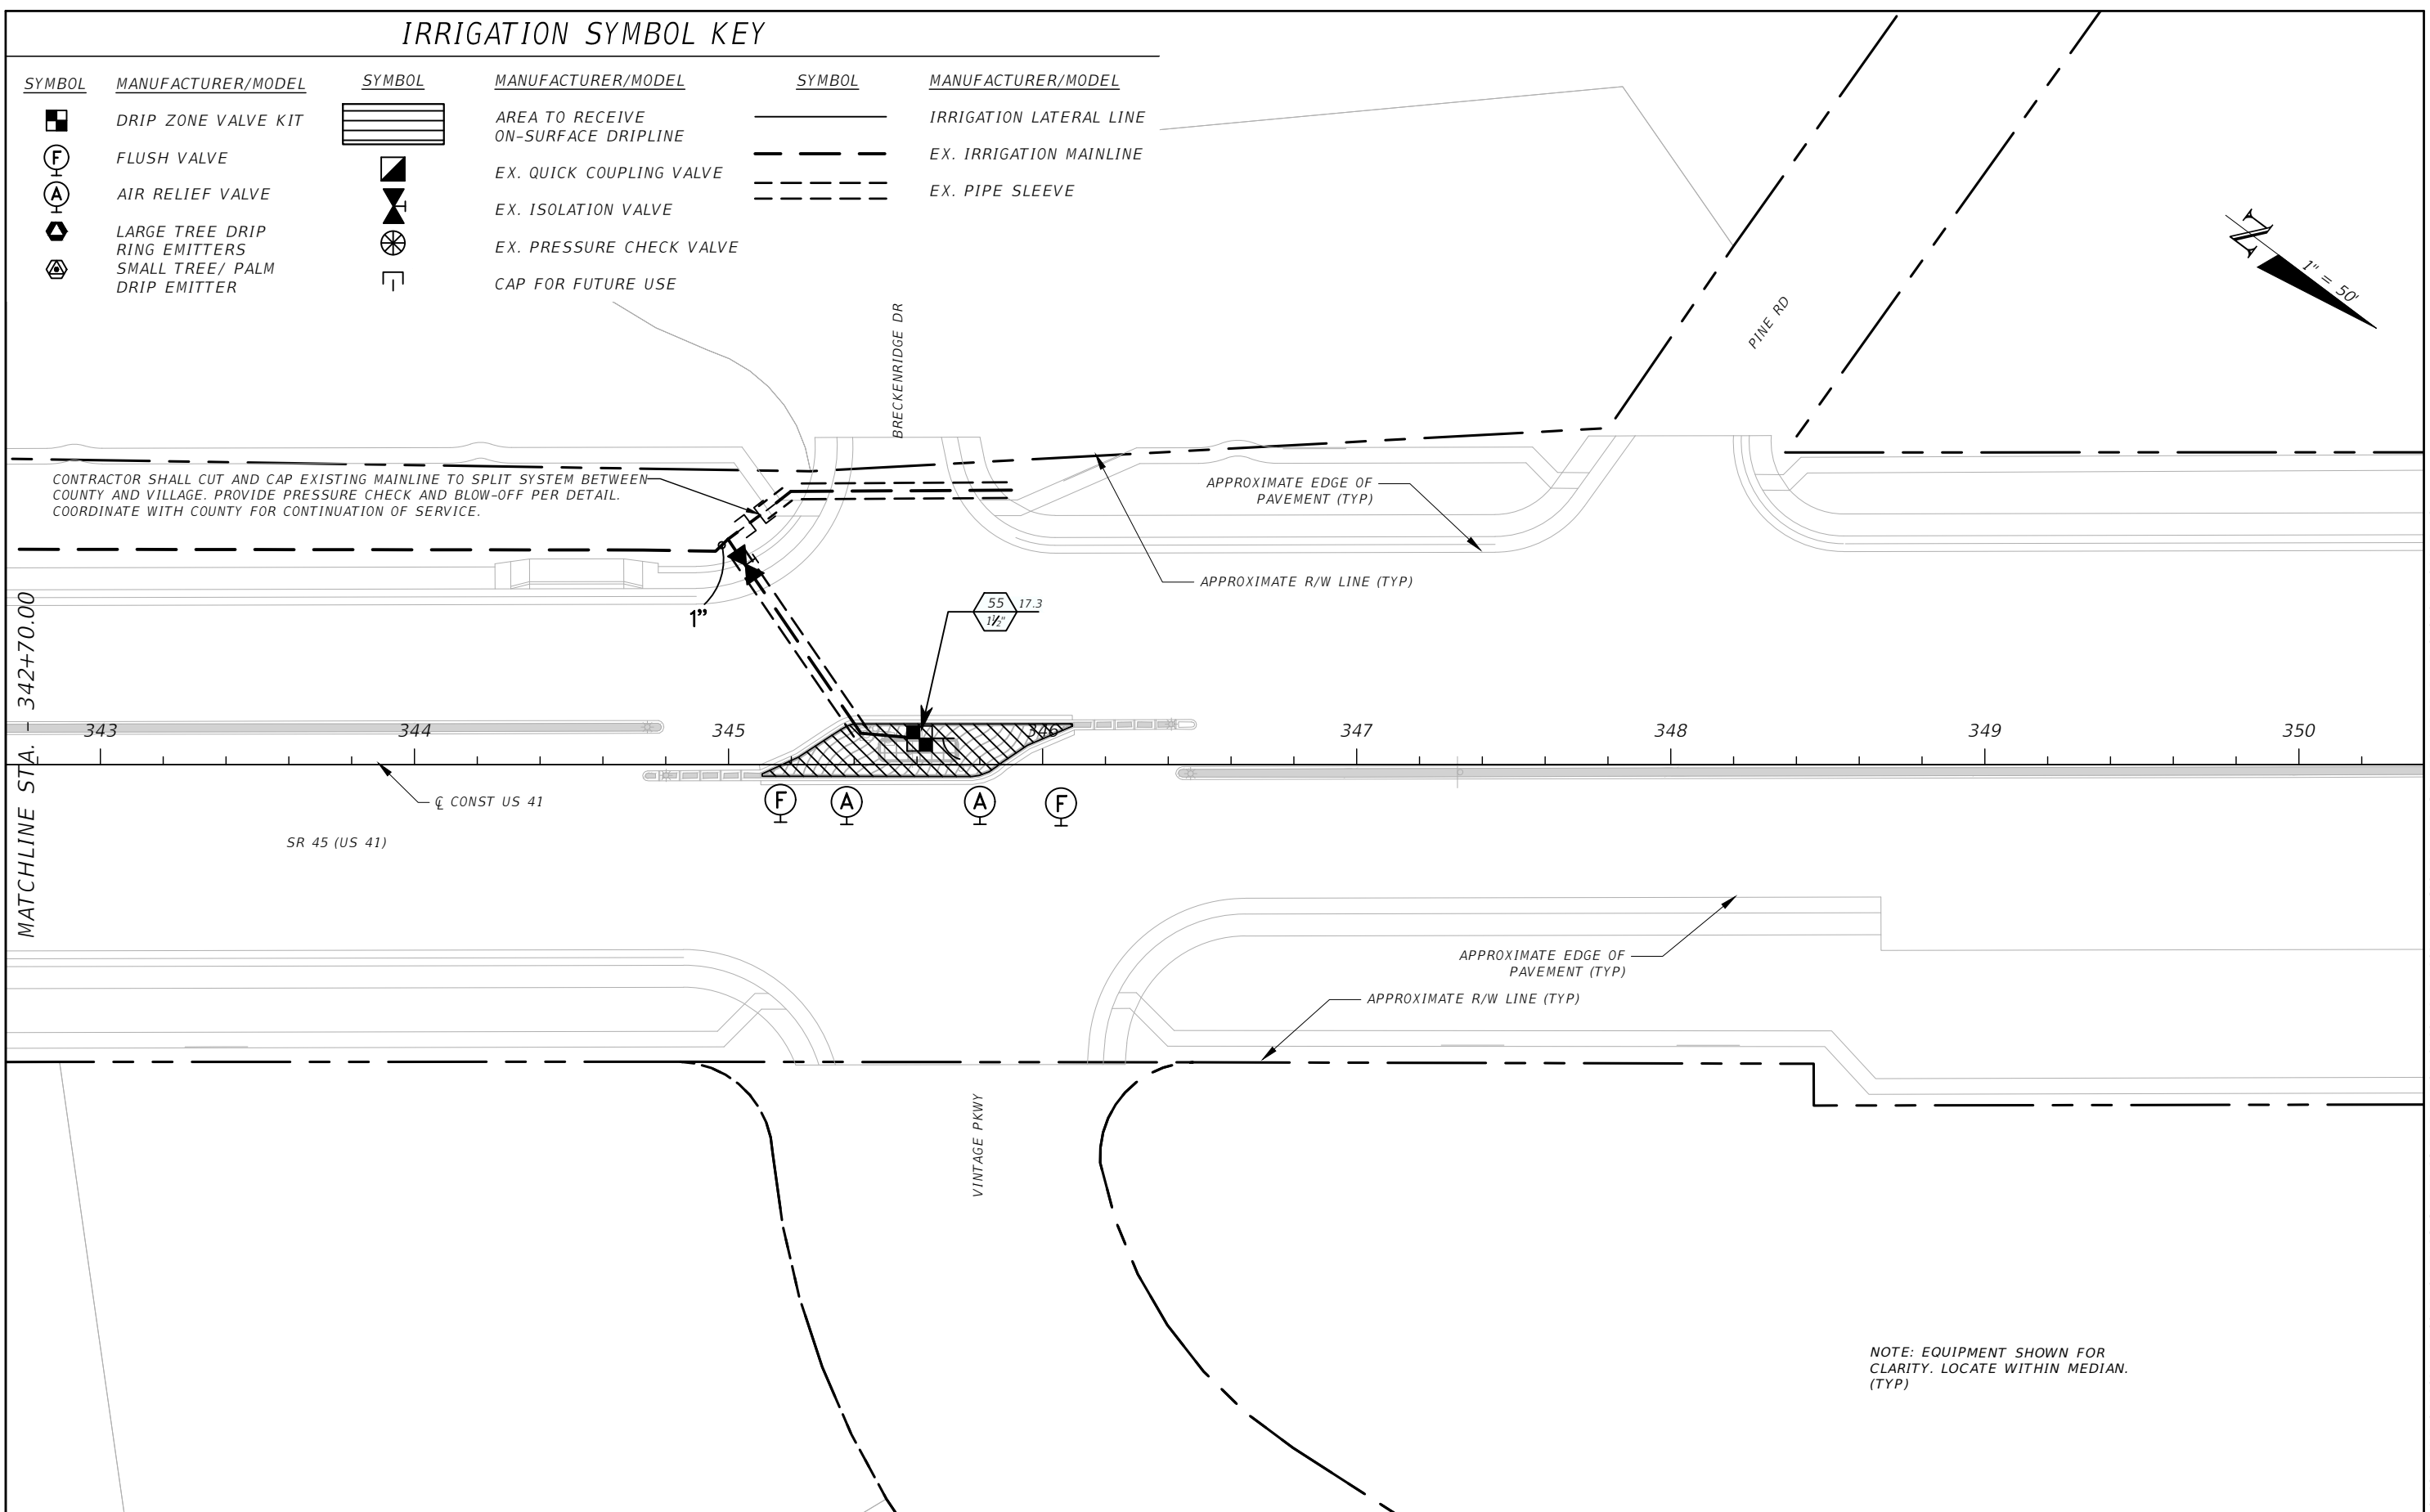 IRRIGATION SYMBOL KEY
SYMBOL
MANUFACTURER/MODEL
DRIP ZONE VALVE KIT
F
FLUSH VALVE
A
AIR RELIEF VALVE
LARGE TREE DRIP
RING EMITTERS
SMALL TREE/ PALM
DRIP EMITTER
SYMBOL
MANUFACTURER/MODEL
AREA TO RECEIVE
ON-SURFACE DRIPLINE
EX. QUICK COUPLING VALVE
EX. ISOLATION VALVE
EX. PRESSURE CHECK VALVE
CAP FOR FUTURE USE
SYMBOL
MANUFACTURER/MODEL
IRRIGATION LATERAL LINE
EX. IRRIGATION MAINLINE
EX. PIPE SLEEVE
N
1" = 50'
PINE RD
BRECKENRIDGE DR
CONTRACTOR SHALL CUT AND CAP EXISTING MAINLINE TO SPLIT SYSTEM BETWEEN
COUNTY AND VILLAGE. PROVIDE PRESSURE CHECK AND BLOW-OFF PER DETAIL.
COORDINATE WITH COUNTY FOR CONTINUATION OF SERVICE.
APPROXIMATE EDGE OF
PAVEMENT (TYP)
APPROXIMATE R/W LINE (TYP)
1"
55
17.3
1½"
MATCHLINE STA. - 342+70.00
343
344
345
346
347
348
349
350
F
A
A
F
℄ CONST US 41
SR 45 (US 41)
APPROXIMATE EDGE OF
PAVEMENT (TYP)
APPROXIMATE R/W LINE (TYP)
VINTAGE PKWY
NOTE: EQUIPMENT SHOWN FOR
CLARITY. LOCATE WITHIN MEDIAN.
(TYP)